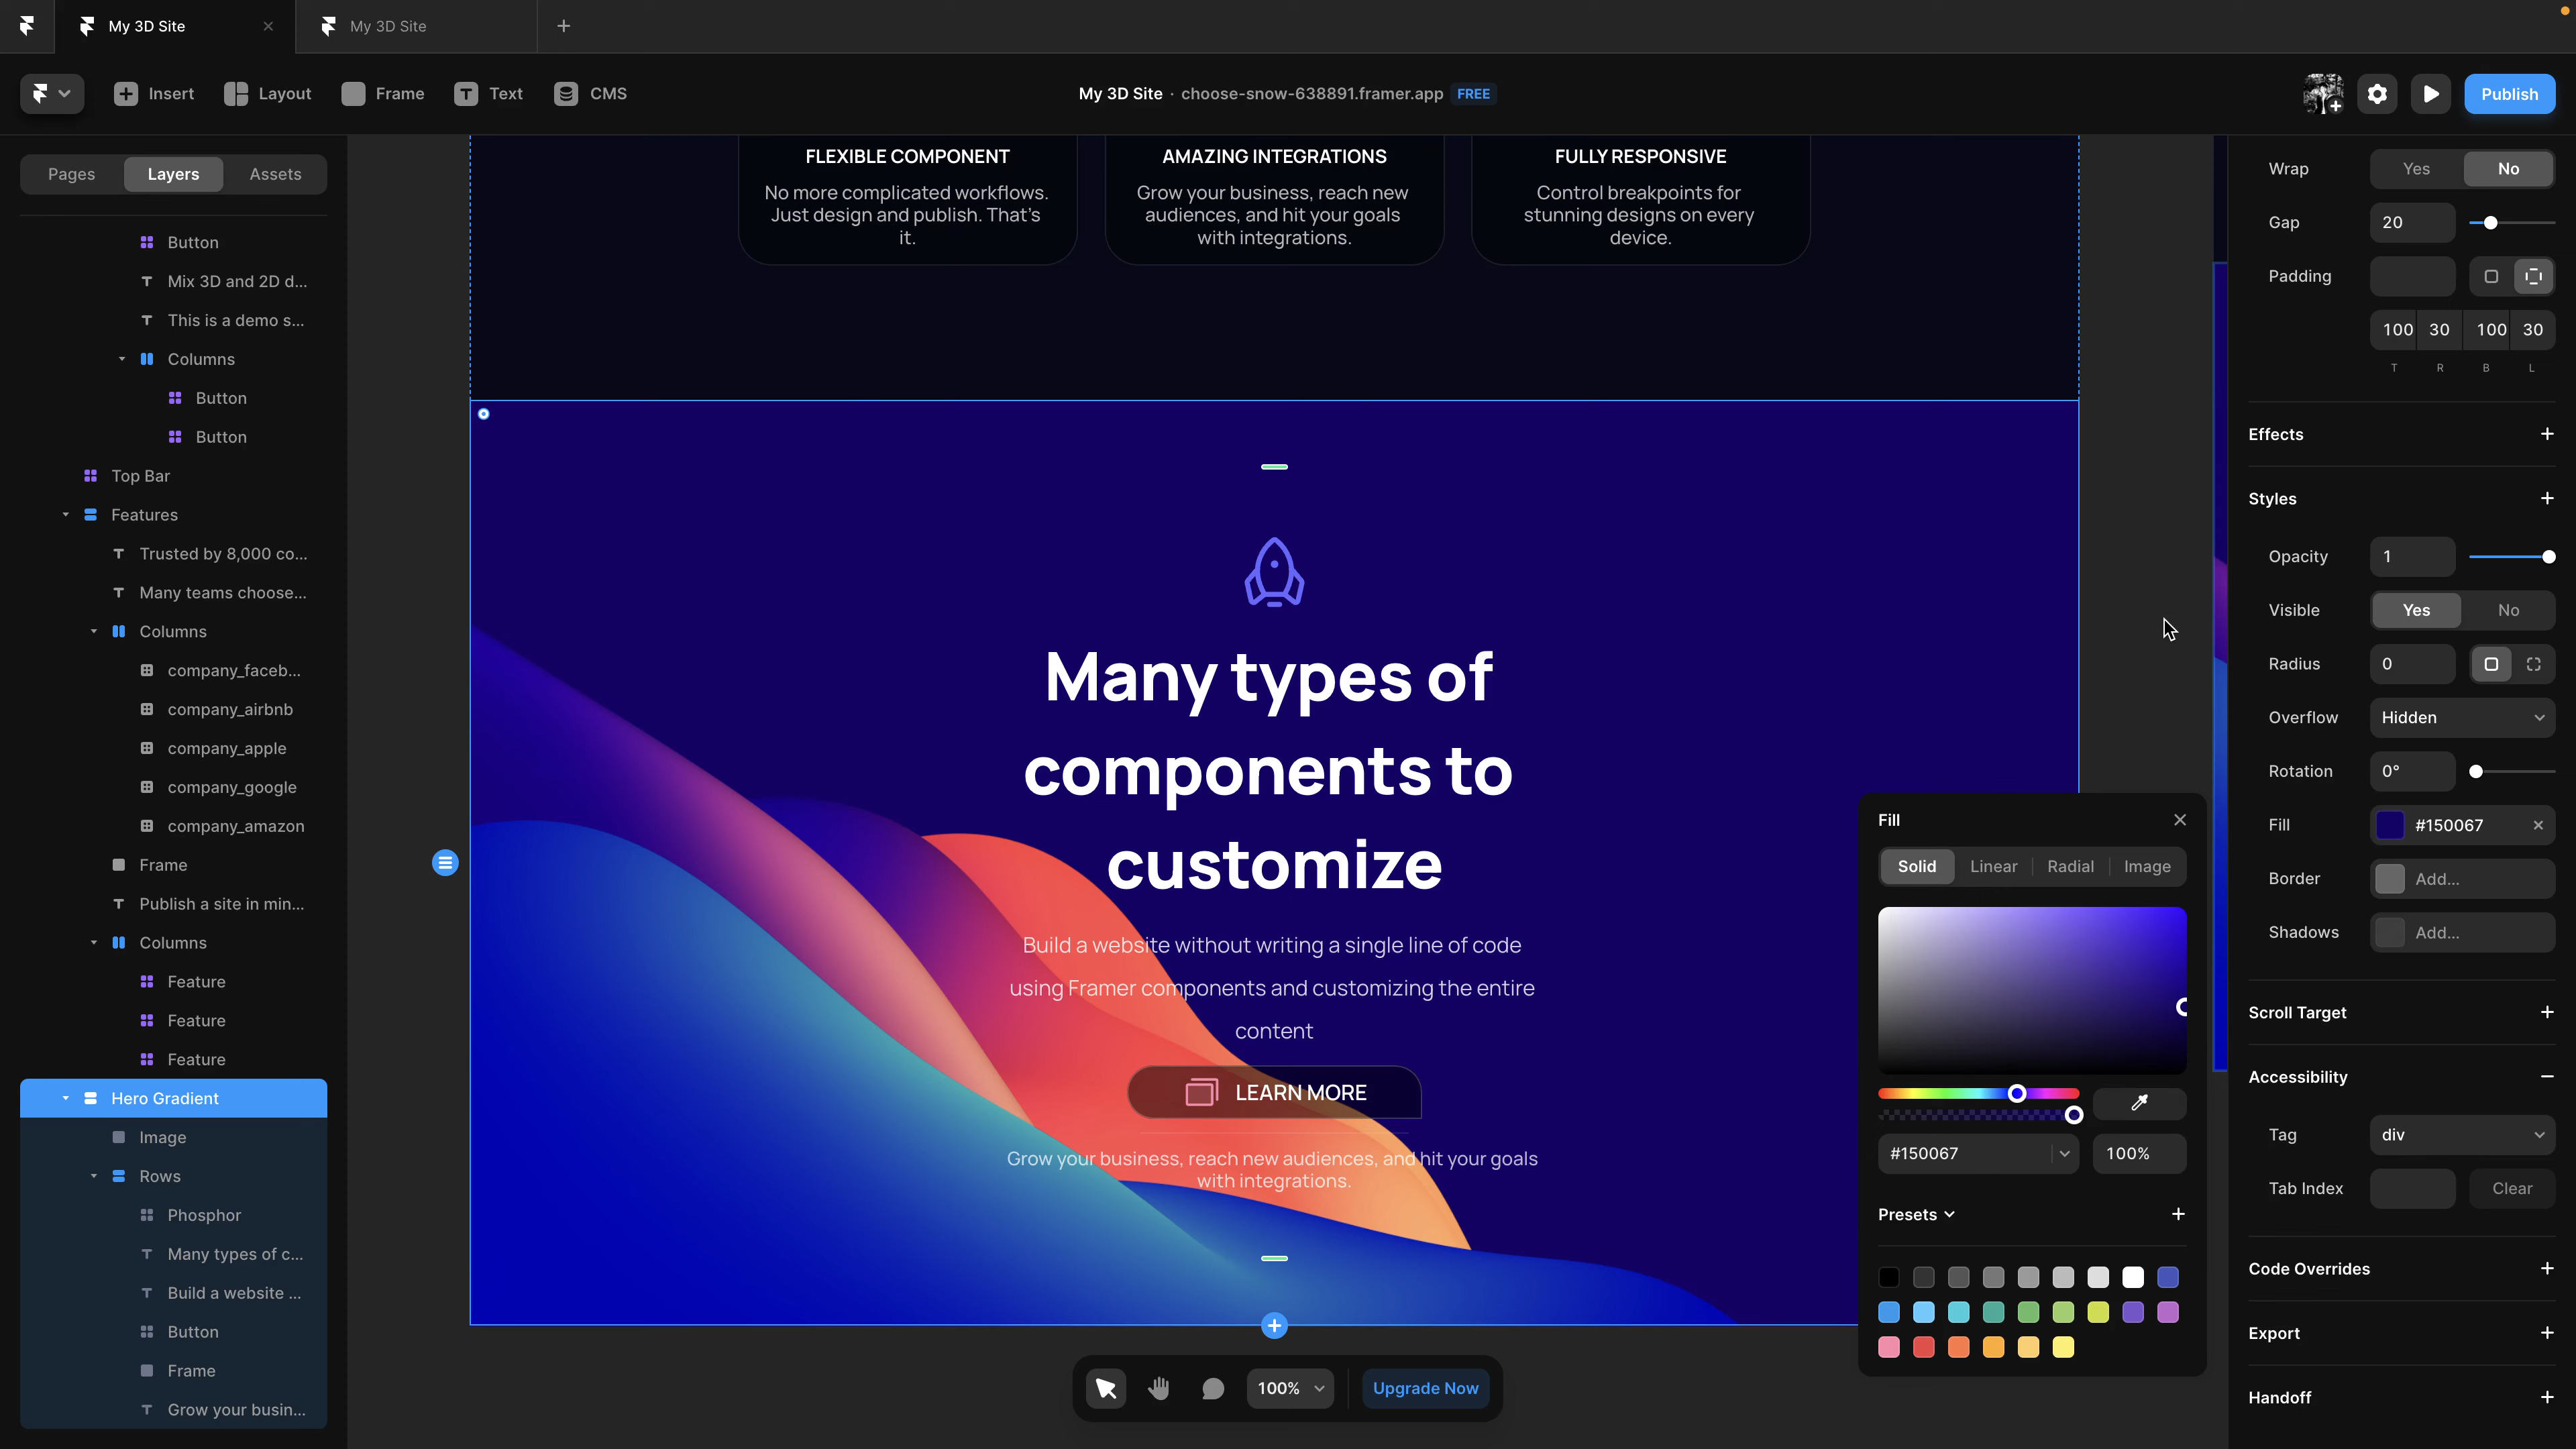 My 3D Site
My 3D Site
Insert
Layout
Frame
Text
CMS
My 3D Site · choose-snow-638891.framer.app FREE
Publish
Pages
Layers
Assets
Button
Mix 3D and 2D d...
This is a demo s...
Columns
Button
Button
Top Bar
Features
Trusted by 8,000 co...
Many teams choose...
Columns
company_faceb...
company_airbnb
company_apple
company_google
company_amazon
Frame
Publish a site in min...
Columns
Feature
Feature
Feature
Hero Gradient
Image
Rows
Phosphor
Many types of c...
Build a website ...
Button
Frame
Grow your busin...
FLEXIBLE COMPONENT
No more complicated workflows.
Just design and publish. That's
it.
AMAZING INTEGRATIONS
Grow your business, reach new
audiences, and hit your goals
with integrations.
FULLY RESPONSIVE
Control breakpoints for
stunning designs on every
device.
Many types of
components to
customize
Build a website without writing a single line of code
using Framer components and customizing the entire
content
LEARN MORE
Grow your business, reach new audiences, and hit your goals
with integrations.
100%
Upgrade Now
Fill
Solid
Linear
Radial
Image
#150067
100%
Presets
Wrap
Yes
No
Gap
20
Padding
100 30 100 30
T R B L
Effects
Styles
Opacity
1
Visible
Yes
No
Radius
0
Overflow
Hidden
Rotation
0°
Fill
#150067
Border
Add...
Shadows
Add...
Scroll Target
Accessibility
Tag
div
Tab Index
Clear
Code Overrides
Export
Handoff